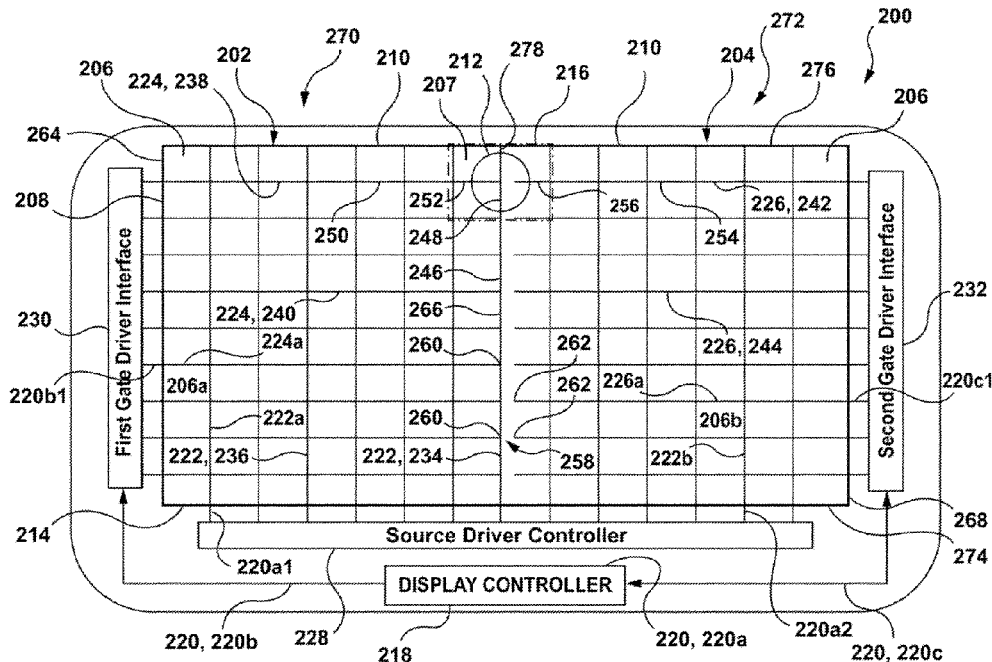 270
272
200
202
210
212
278
216
210
204
276
206
224, 238
207
206
264
208
252
256
226, 242
250
248
254
First Gate Driver Interface
Second Gate Driver Interface
246
230
224, 240
266
232
224a
260
262
226, 244
220b1
206a
262
226a
220c1
222a
260
206b
222, 236
222, 234
258
222b
214
Source Driver Controller
268
220a1
274
DISPLAY CONTROLLER
220, 220b
228
218
220, 220a
220a2
220, 220c